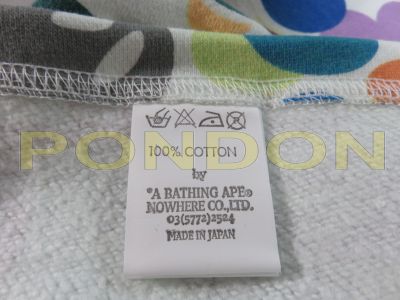 PONDON
100% COTTON
by
"A BATHING APE®
NOWHERE CO.,LTD.
03(5772)2524
MADE IN JAPAN